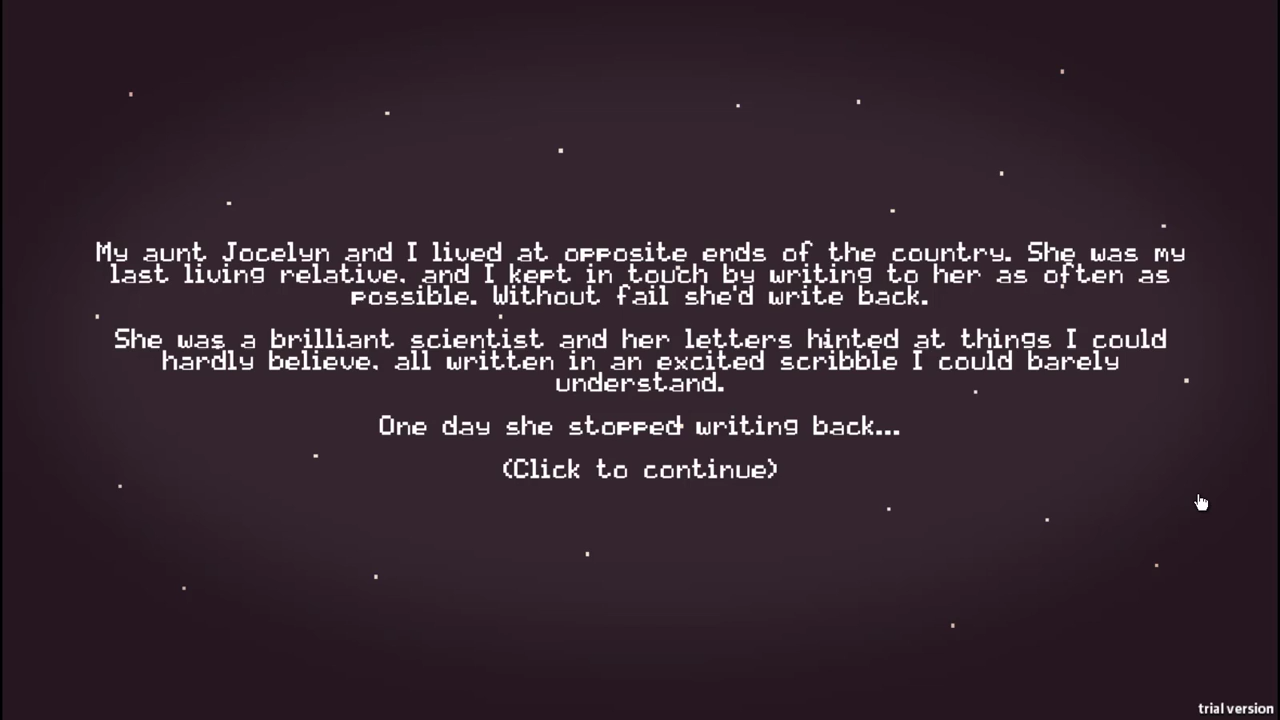 My aunt Jocelyn and I lived at opposite ends of the country. She was my
last living relative, and I kept in touch by writing to her as often as
possible. Without fail she'd write back.
She was a brilliant scientist and her letters hinted at things I could
hardly believe, all written in an excited scribble I could barely
understand.
One day she stopped writing back...
(Click to continue)
trial version